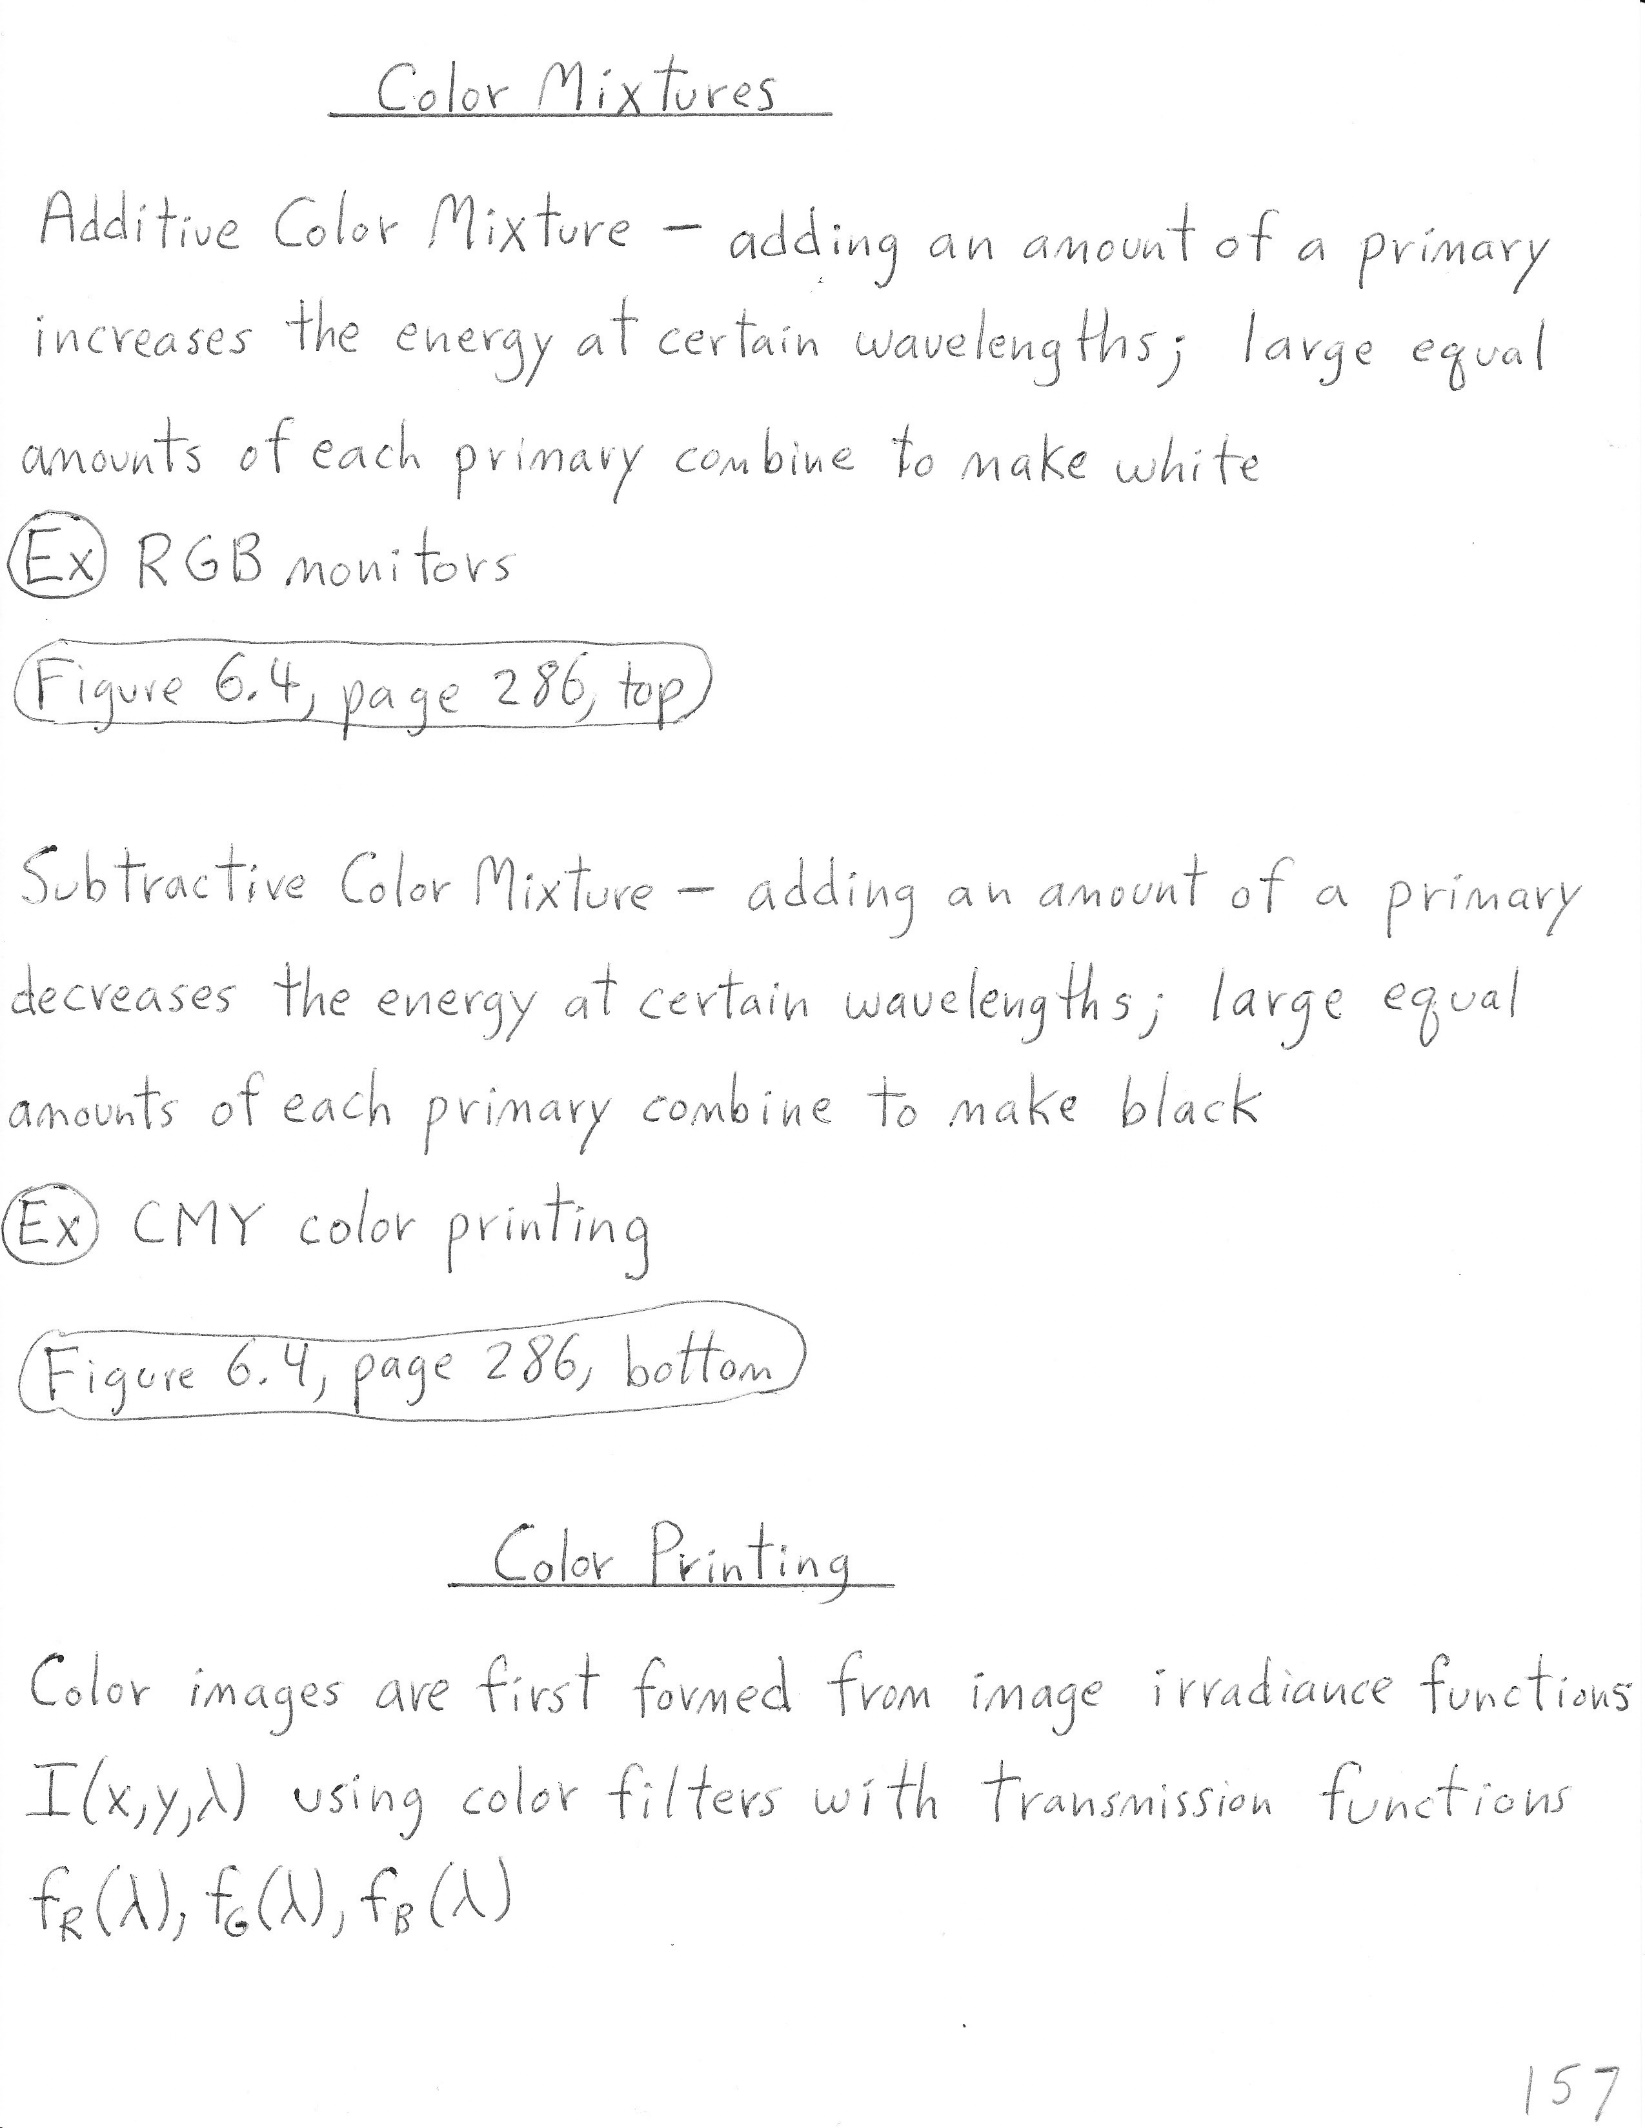 Color Mixtures
Additive Color Mixture – adding an amount of a primary
increases the energy at certain wavelengths; large equal
amounts of each primary combine to make white
Ex RGB monitors
Figure 6.4, page 286, top
Subtractive Color Mixture – adding an amount of a primary
decreases the energy at certain wavelengths; large equal
amounts of each primary combine to make black
Ex CMY color printing
Figure 6.4, page 286, bottom
Color Printing
Color images are first formed from image irradiance functions
I(x,y,λ) using color filters with transmission functions
f_R(λ), f_G(λ), f_B(λ)
157